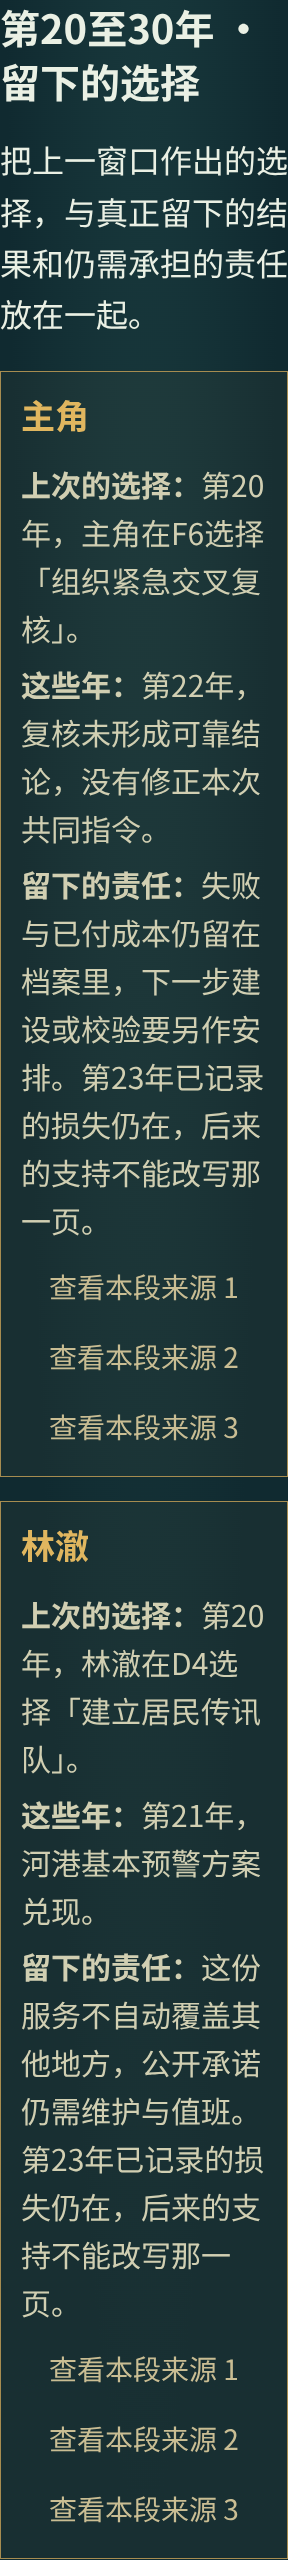 第20至30年 ·
留下的选择
把上一窗口作出的选
择，与真正留下的结
果和仍需承担的责任
放在一起。
主角
上次的选择：第20
年，主角在F6选择
「组织紧急交叉复
核」。
这些年：第22年，
复核未形成可靠结
论，没有修正本次
共同指令。
留下的责任：失败
与已付成本仍留在
档案里，下一步建
设或校验要另作安
排。第23年已记录
的损失仍在，后来
的支持不能改写那
一页。
查看本段来源 1
查看本段来源 2
查看本段来源 3
林澈
上次的选择：第20
年，林澈在D4选
择「建立居民传讯
队」。
这些年：第21年，
河港基本预警方案
兑现。
留下的责任：这份
服务不自动覆盖其
他地方，公开承诺
仍需维护与值班。
第23年已记录的损
失仍在，后来的支
持不能改写那一
页。
查看本段来源 1
查看本段来源 2
查看本段来源 3